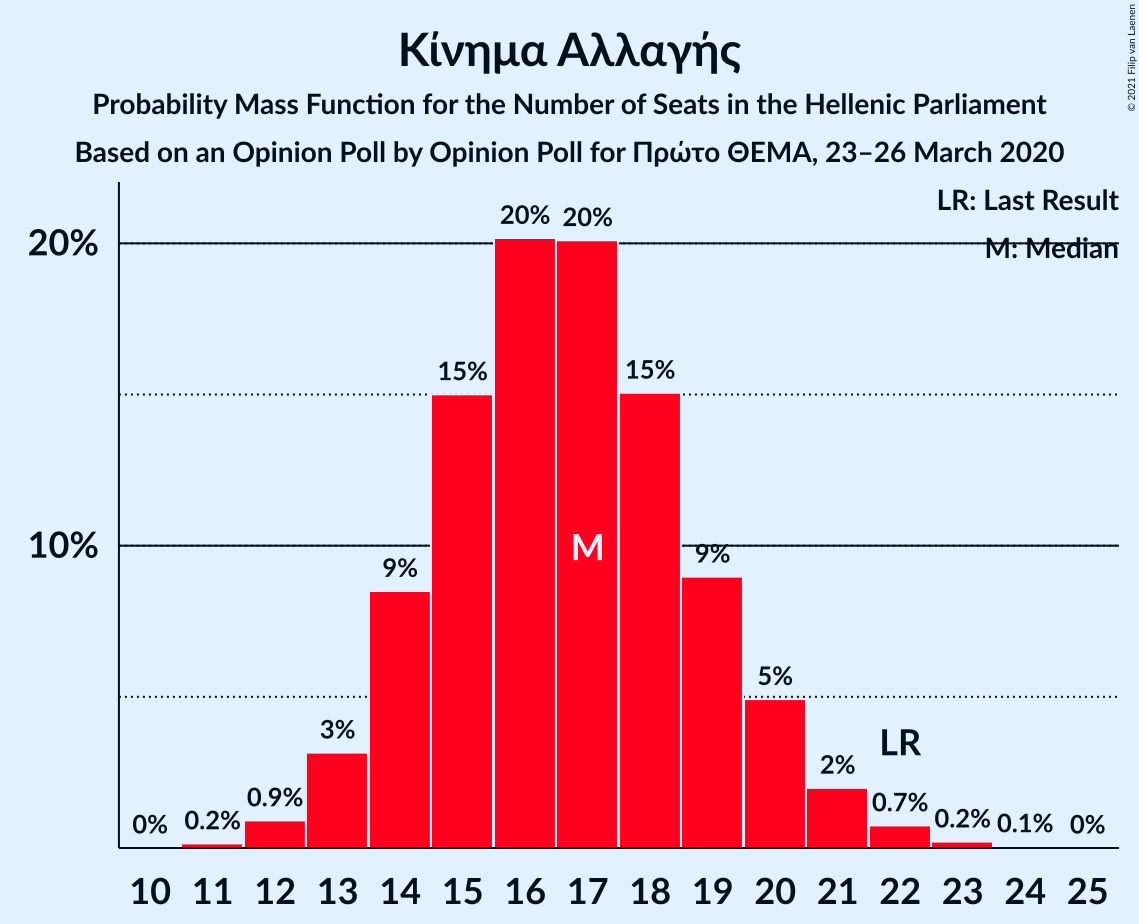 Κίνημα Αλλαγής
Probability Mass Function for the Number of Seats in the Hellenic Parliament
Based on an Opinion Poll by Opinion Poll for Πρώτο ΘΕΜΑ, 23–26 March 2020
© 2021 Filip van Laenen
LR: Last Result
M: Median
20%
10%
20% 20%
15% 15%
M
9% 9%
5%
3%
LR
2%
0% 0.2% 0.9% 0.7% 0.2% 0.1% 0%
10 11 12 13 14 15 16 17 18 19 20 21 22 23 24 25